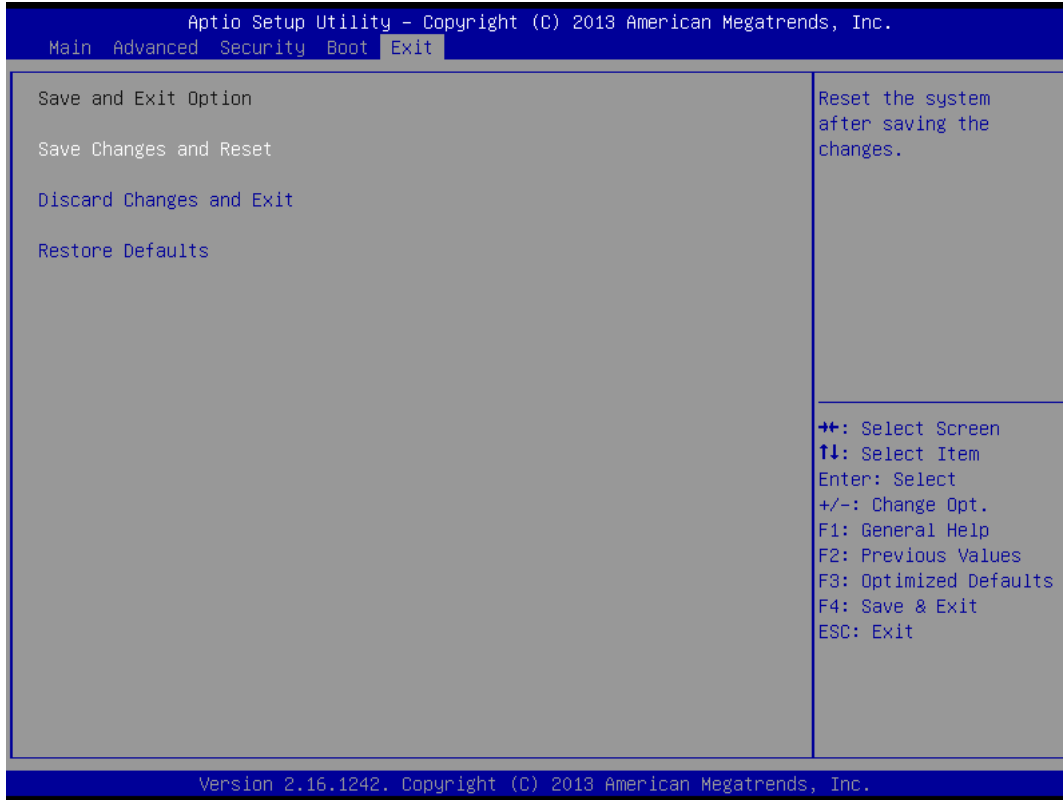 Aptio Setup Utility – Copyright (C) 2013 American Megatrends, Inc.
Main Advanced Security Boot Exit
Save and Exit Option
Save Changes and Reset
Discard Changes and Exit
Restore Defaults
Reset the system
after saving the
changes.
→←: Select Screen
↑↓: Select Item
Enter: Select
+/-: Change Opt.
F1: General Help
F2: Previous Values
F3: Optimized Defaults
F4: Save & Exit
ESC: Exit
Version 2.16.1242. Copyright (C) 2013 American Megatrends, Inc.